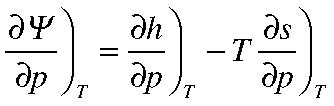 ∂Ψ/∂p)_T = ∂h/∂p)_T − T ∂s/∂p)_T